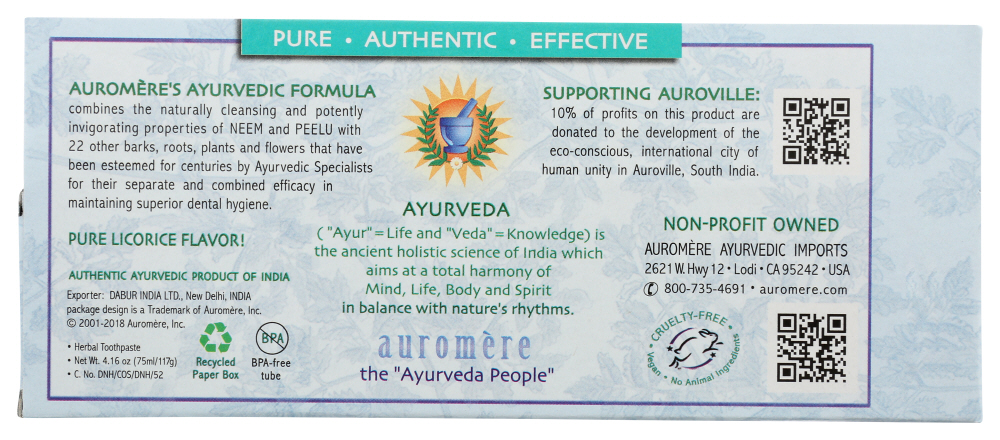 PURE • AUTHENTIC • EFFECTIVE
AUROMÈRE'S AYURVEDIC FORMULA
combines the naturally cleansing and potently
invigorating properties of NEEM and PEELU with
22 other barks, roots, plants and flowers that have
been esteemed for centuries by Ayurvedic Specialists
for their separate and combined efficacy in
maintaining superior dental hygiene.
PURE LICORICE FLAVOR!
AUTHENTIC AYURVEDIC PRODUCT OF INDIA
Exporter: DABUR INDIA LTD., New Delhi, INDIA
package design is a Trademark of Auromère, Inc.
© 2001-2018 Auromère, Inc.
• Herbal Toothpaste
• Net Wt. 4.16 oz (75ml/117g)
• C. No. DNH/COS/DNH/52
Recycled
Paper Box
BPA
BPA-free
tube
AYURVEDA
( "Ayur"=Life and "Veda"=Knowledge) is
the ancient holistic science of India which
aims at a total harmony of
Mind, Life, Body and Spirit
in balance with nature's rhythms.
auromère
the "Ayurveda People"
SUPPORTING AUROVILLE:
10% of profits on this product are
donated to the development of the
eco-conscious, international city of
human unity in Auroville, South India.
NON-PROFIT OWNED
AUROMÈRE AYURVEDIC IMPORTS
2621 W. Hwy 12 • Lodi • CA 95242 • USA
800-735-4691 • auromere.com
• CRUELTY-FREE •
Vegan • No Animal Ingredients